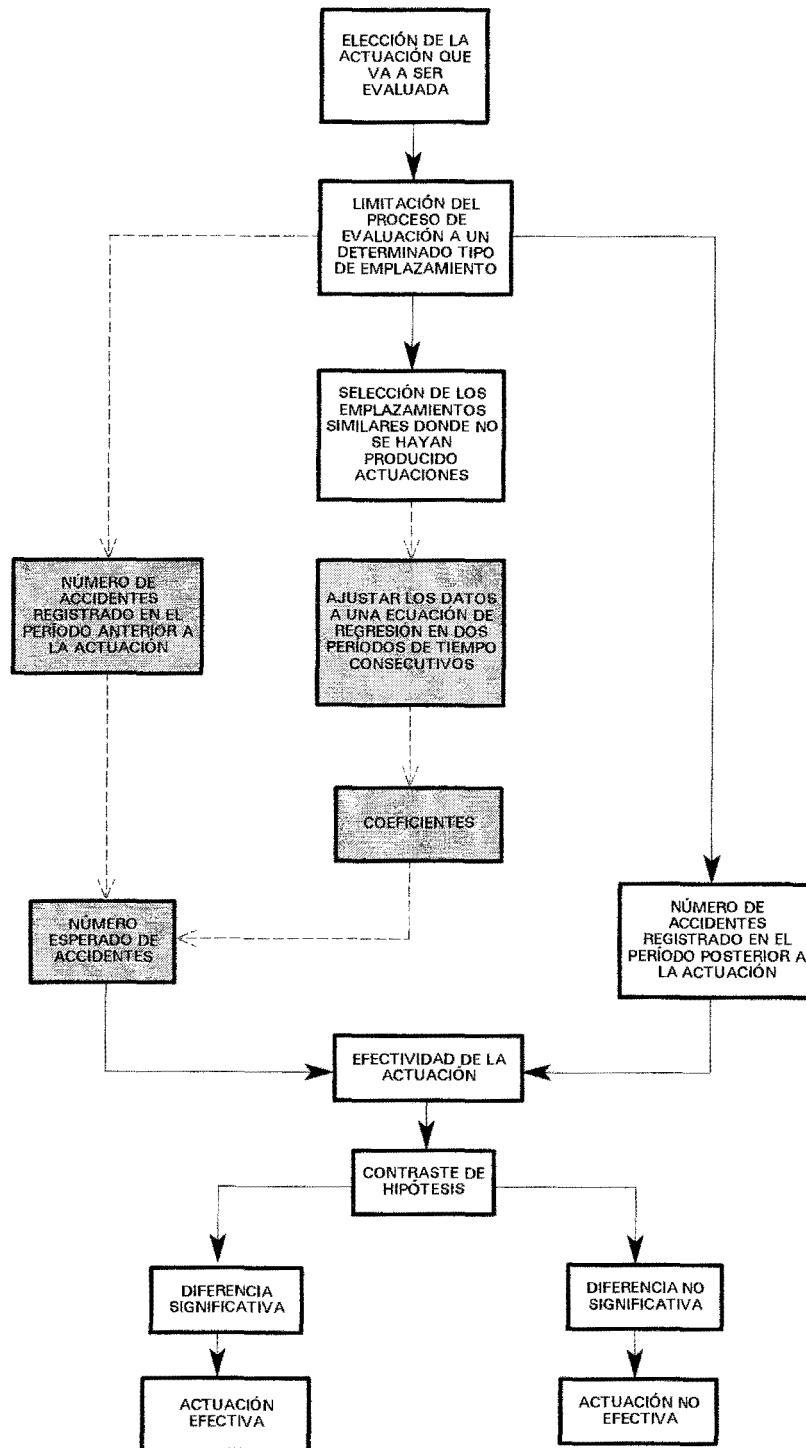 ELECCIÓN DE LA
ACTUACIÓN QUE
VA A SER
EVALUADA
LIMITACIÓN DEL
PROCESO DE
EVALUACIÓN A UN
DETERMINADO TIPO
DE EMPLAZAMIENTO
SELECCIÓN DE LOS
EMPLAZAMIENTOS
SIMILARES DONDE NO
SE HAYAN
PRODUCIDO
ACTUACIONES
NÚMERO DE
ACCIDENTES
REGISTRADO EN EL
PERÍODO ANTERIOR A
LA ACTUACIÓN
AJUSTAR LOS DATOS
A UNA ECUACIÓN DE
REGRESIÓN EN DOS
PERÍODOS DE TIEMPO
CONSECUTIVOS
COEFICIENTES
NÚMERO
ESPERADO DE
ACCIDENTES
NÚMERO DE
ACCIDENTES
REGISTRADO EN EL
PERÍODO POSTERIOR A
LA ACTUACIÓN
EFECTIVIDAD DE LA
ACTUACIÓN
CONTRASTE DE
HIPÓTESIS
DIFERENCIA
SIGNIFICATIVA
DIFERENCIA NO
SIGNIFICATIVA
ACTUACIÓN
EFECTIVA
ACTUACIÓN NO
EFECTIVA